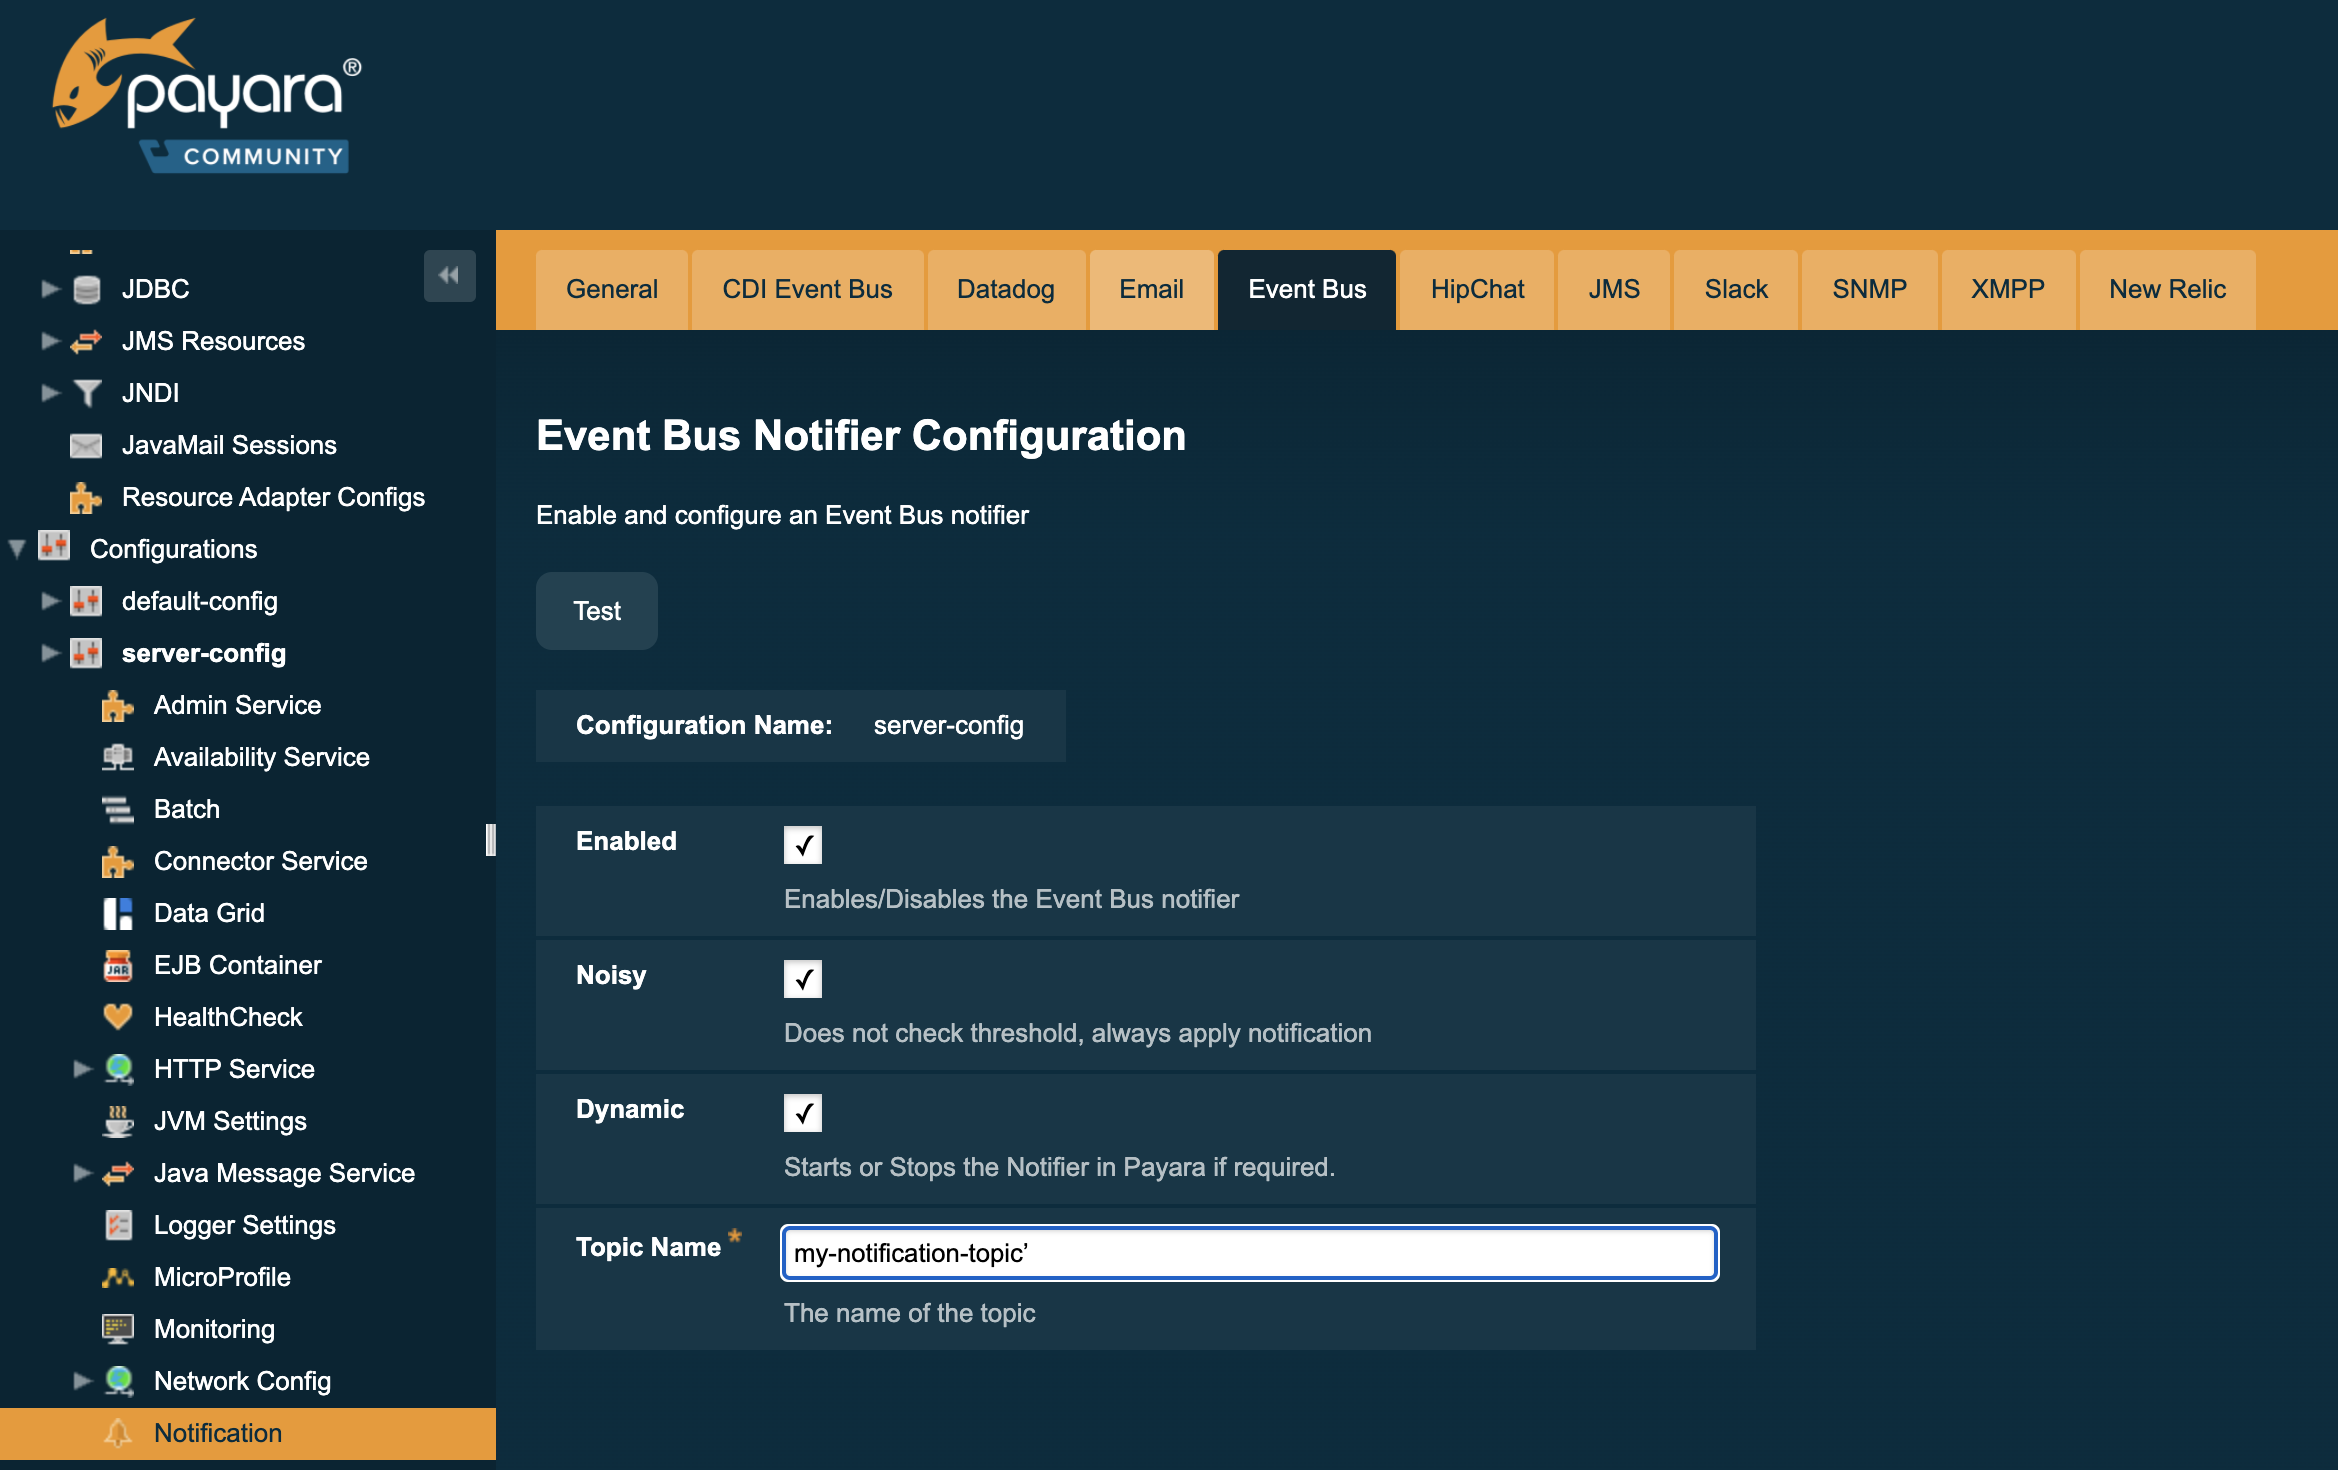 payara®
COMMUNITY
JDBC
JMS Resources
JNDI
JavaMail Sessions
Resource Adapter Configs
Configurations
default-config
server-config
Admin Service
Availability Service
Batch
Connector Service
Data Grid
JAR
EJB Container
HealthCheck
HTTP Service
JVM Settings
Java Message Service
Logger Settings
MicroProfile
Monitoring
Network Config
Notification
General CDI Event Bus Datadog Email Event Bus HipChat JMS Slack SNMP XMPP New Relic
Event Bus Notifier Configuration
Enable and configure an Event Bus notifier
Test
Configuration Name: server-config
Enabled
Enables/Disables the Event Bus notifier
Noisy
Does not check threshold, always apply notification
Dynamic
Starts or Stops the Notifier in Payara if required.
Topic Name * my-notification-topic’
The name of the topic